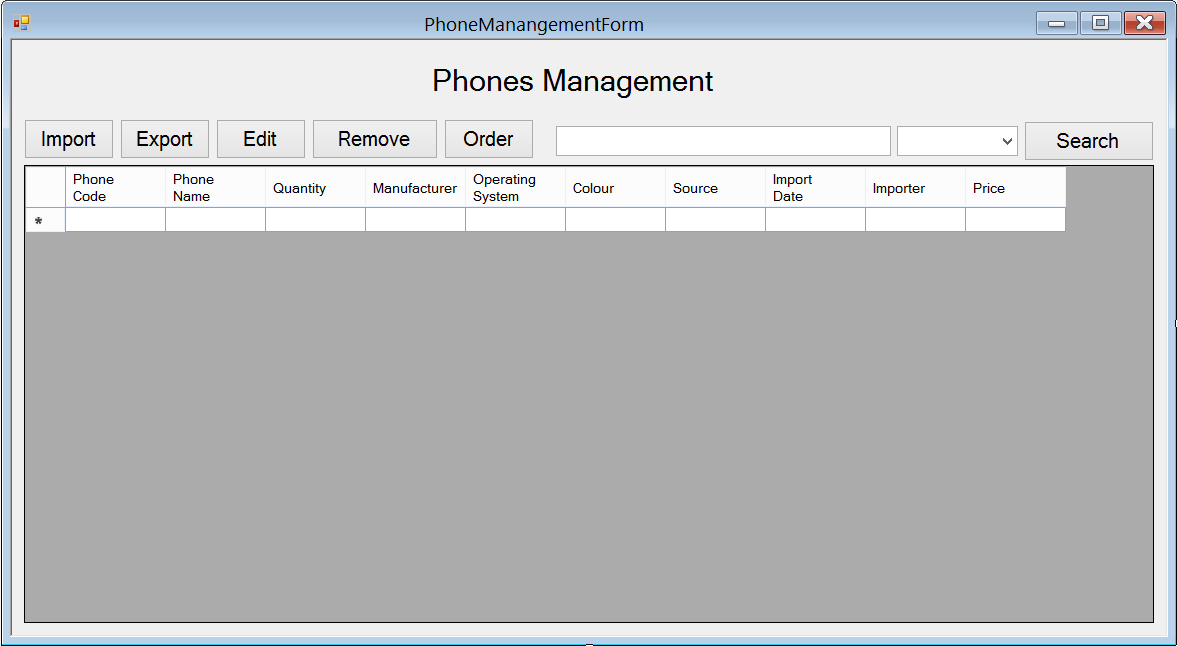 PhoneManangementForm
Phones Management
Import Export Edit Remove Order Search
Phone Code Phone Name Quantity Manufacturer Operating System Colour Source Import Date Importer Price
*